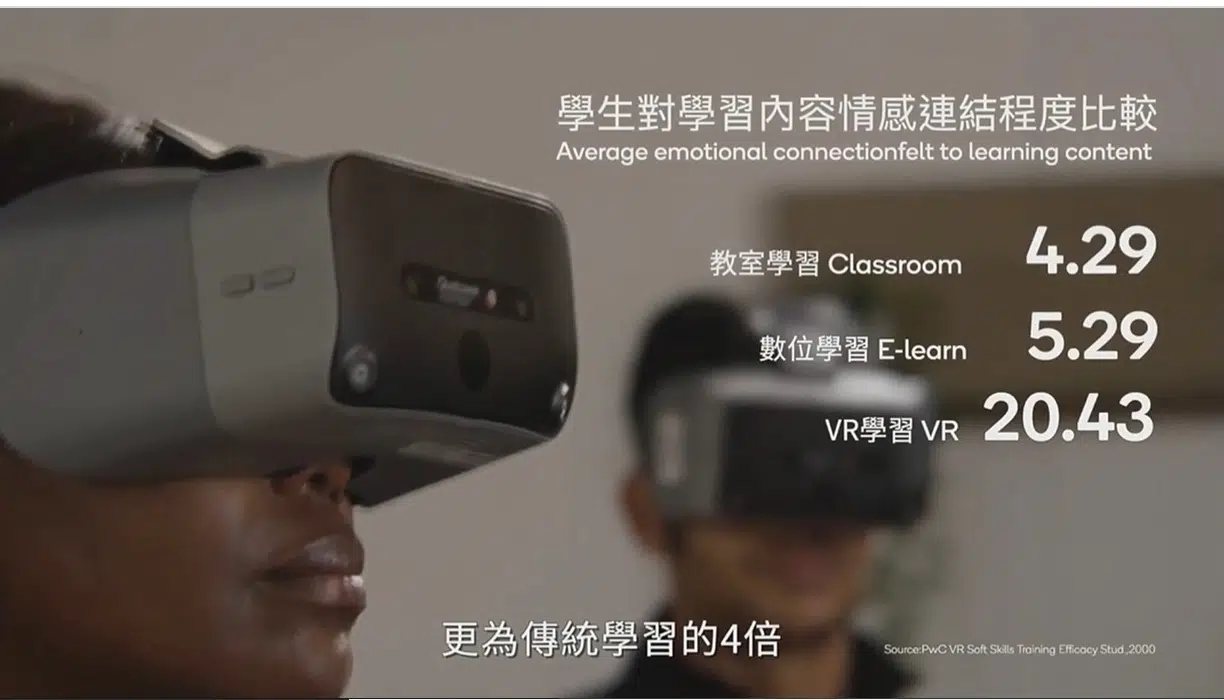 學生對學習內容情感連結程度比較
Average emotional connectionfelt to learning content
教室學習 Classroom 4.29
數位學習 E-learn 5.29
VR學習 VR 20.43
更為傳統學習的4倍
Source:PwC VR Soft Skills Training Efficacy Stud.,2000